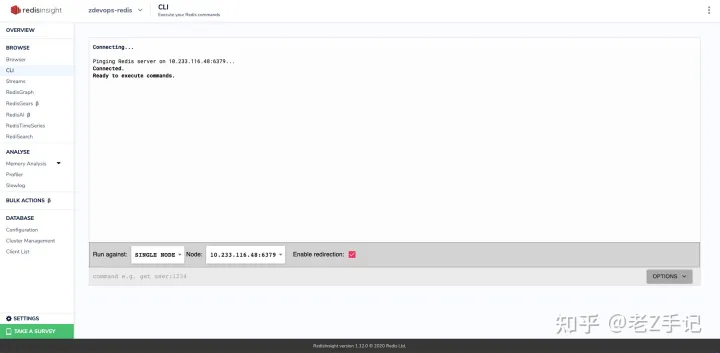 redisinsight
zdevops-redis
CLI
Execute your Redis commands
OVERVIEW
BROWSE
Browser
CLI
Streams
RedisGraph
RedisGears β
RedisAI β
RedisTimeSeries
RediSearch
ANALYSE
Memory Analysis
Profiler
Slowlog
BULK ACTIONS β
DATABASE
Configuration
Cluster Management
Client List
SETTINGS
TAKE A SURVEY
Connecting...
Pinging Redis server on 10.233.116.48:6379...
Connected.
Ready to execute commands.
Run against: SINGLE NODE Node: 10.233.116.48:6379 Enable redirection:
command e.g. get user:1234
OPTIONS
知乎 @老Z手记
RedisInsight version 1.12.0 © 2020 Redis Ltd.